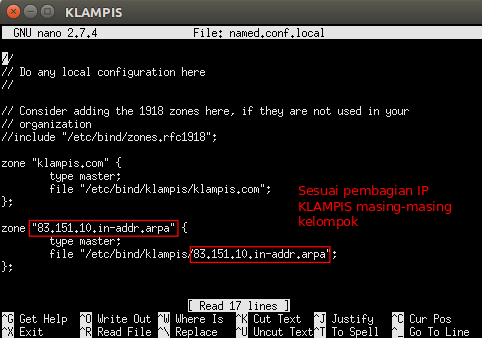 KLAMPIS
GNU nano 2.7.4 File: named.conf.local
//
// Do any local configuration here
//
// Consider adding the 1918 zones here, if they are not used in your
// organization
//include "/etc/bind/zones.rfc1918";
zone "klampis.com" {
type master;
file "/etc/bind/klampis/klampis.com";
};
Sesuai pembagian IP
KLAMPIS masing-masing
kelompok
zone "83.151.10.in-addr.arpa" {
type master;
file "/etc/bind/klampis/83.151.10.in-addr.arpa";
};
[ Read 17 lines ]
^G Get Help ^O Write Out ^W Where Is ^K Cut Text ^J Justify ^C Cur Pos
^X Exit ^R Read File ^\ Replace ^U Uncut Text ^T To Spell ^_ Go To Line